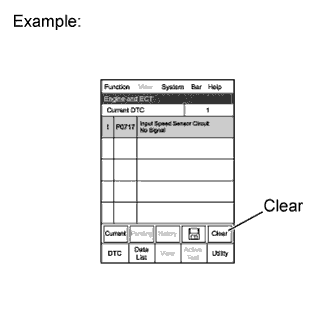 Example:
Function View System Bar Help
Engine and ECT
Current DTC 1
! P0717 Input Speed Sensor Circuit
No Signal
Clear
Current Pending History Clear
DTC Data List View Active Test Utility